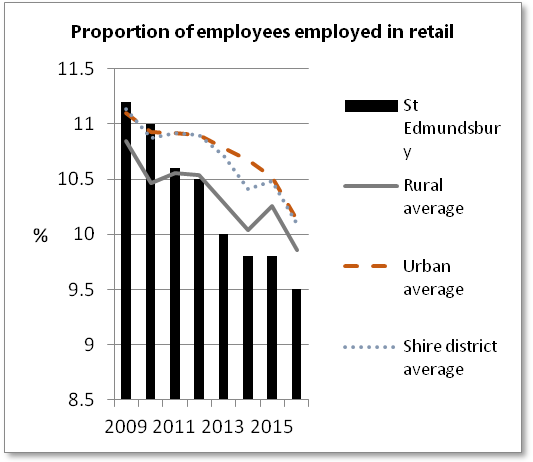 Proportion of employees employed in retail
11.5
11
10.5
10
9.5
9
8.5
%
2009 2011 2013 2015
St
Edmundsbur
y
Rural
average
Urban
average
Shire district
average